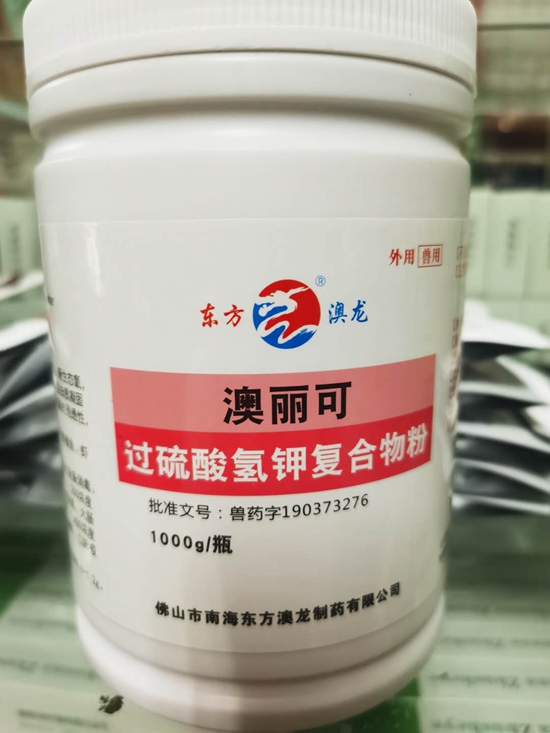 外用 兽用
东方 ® 澳龙
澳丽可
过硫酸氢钾复合物粉
批准文号：兽药字190373276
1000g/瓶
佛山市南海东方澳龙制药有限公司